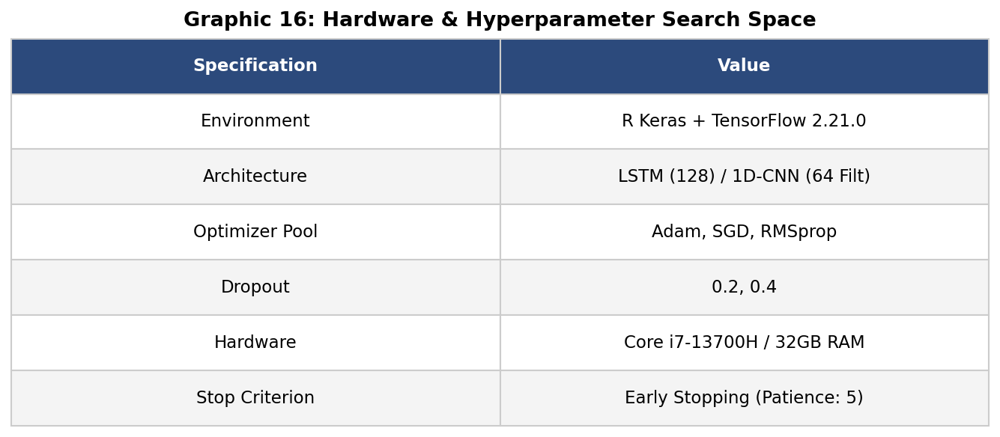 Graphic 16: Hardware & Hyperparameter Search Space
Specification Value
Environment R Keras + TensorFlow 2.21.0
Architecture LSTM (128) / 1D-CNN (64 Filt)
Optimizer Pool Adam, SGD, RMSprop
Dropout 0.2, 0.4
Hardware Core i7-13700H / 32GB RAM
Stop Criterion Early Stopping (Patience: 5)